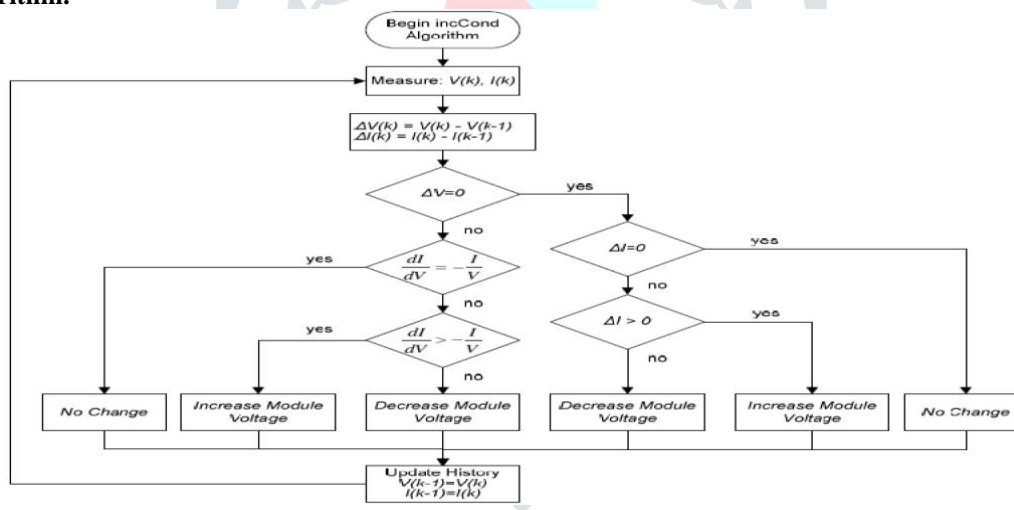 Begin incCond
Algorithm
Measure: V(k), I(k)
ΔV(k) = V(k) - V(k-1)
ΔI(k) = I(k) - I(k-1)
ΔV=0
yes
no
ΔI=0
yes
no
yes
dI/dV = -I/V
no
ΔI > 0
yes
no
yes
dI/dV > -I/V
no
No Change
Increase Module
Voltage
Decrease Module
Voltage
Decrease Module
Voltage
Increase Module
Voltage
No Change
Update History
V(k-1)=V(k)
I(k-1)=I(k)